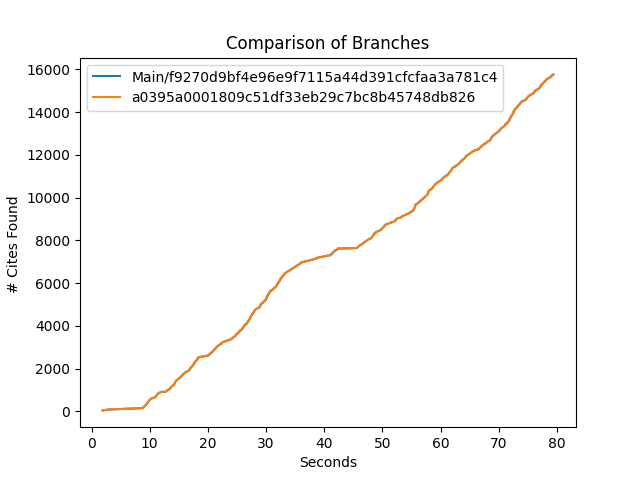 Comparison of Branches
Main/f9270d9bf4e96e9f7115a44d391cfcfaa3a781c4
a0395a0001809c51df33eb29c7bc8b45748db826
# Cites Found
16000
14000
12000
10000
8000
6000
4000
2000
0
0 10 20 30 40 50 60 70 80
Seconds